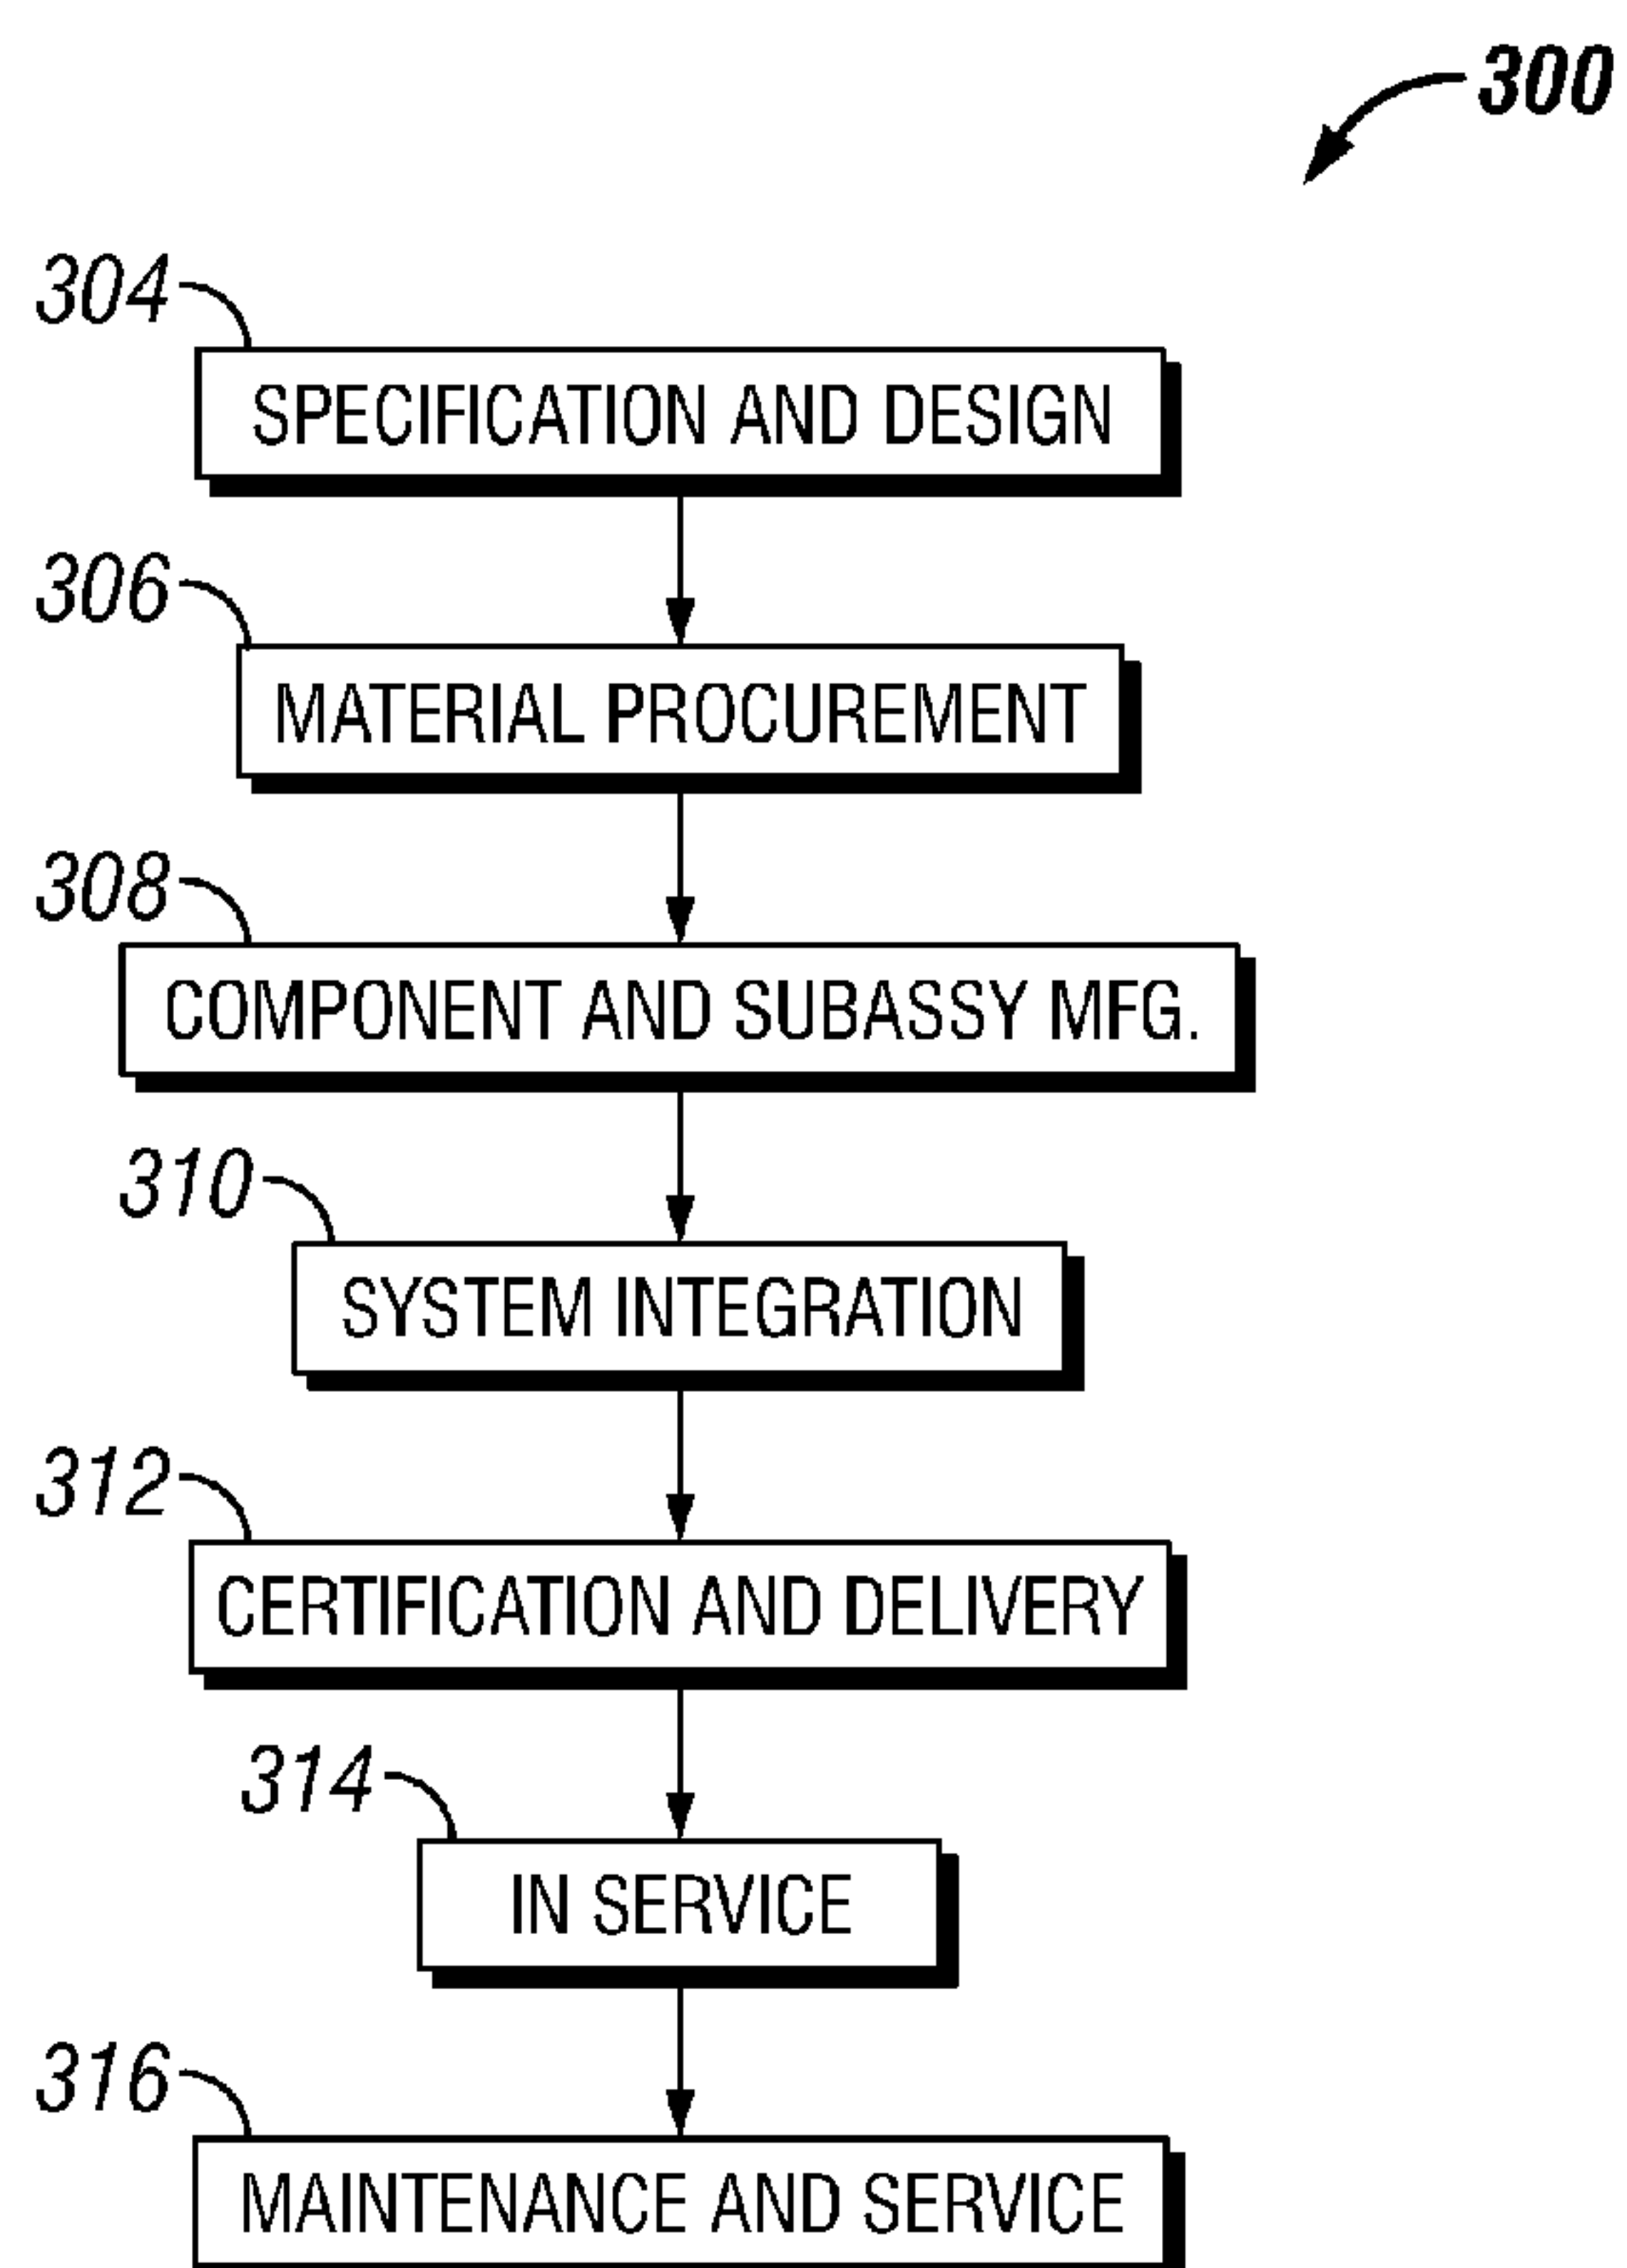 300
304
SPECIFICATION AND DESIGN
306
MATERIAL PROCUREMENT
308
COMPONENT AND SUBASSY MFG.
310
SYSTEM INTEGRATION
312
CERTIFICATION AND DELIVERY
314
IN SERVICE
316
MAINTENANCE AND SERVICE